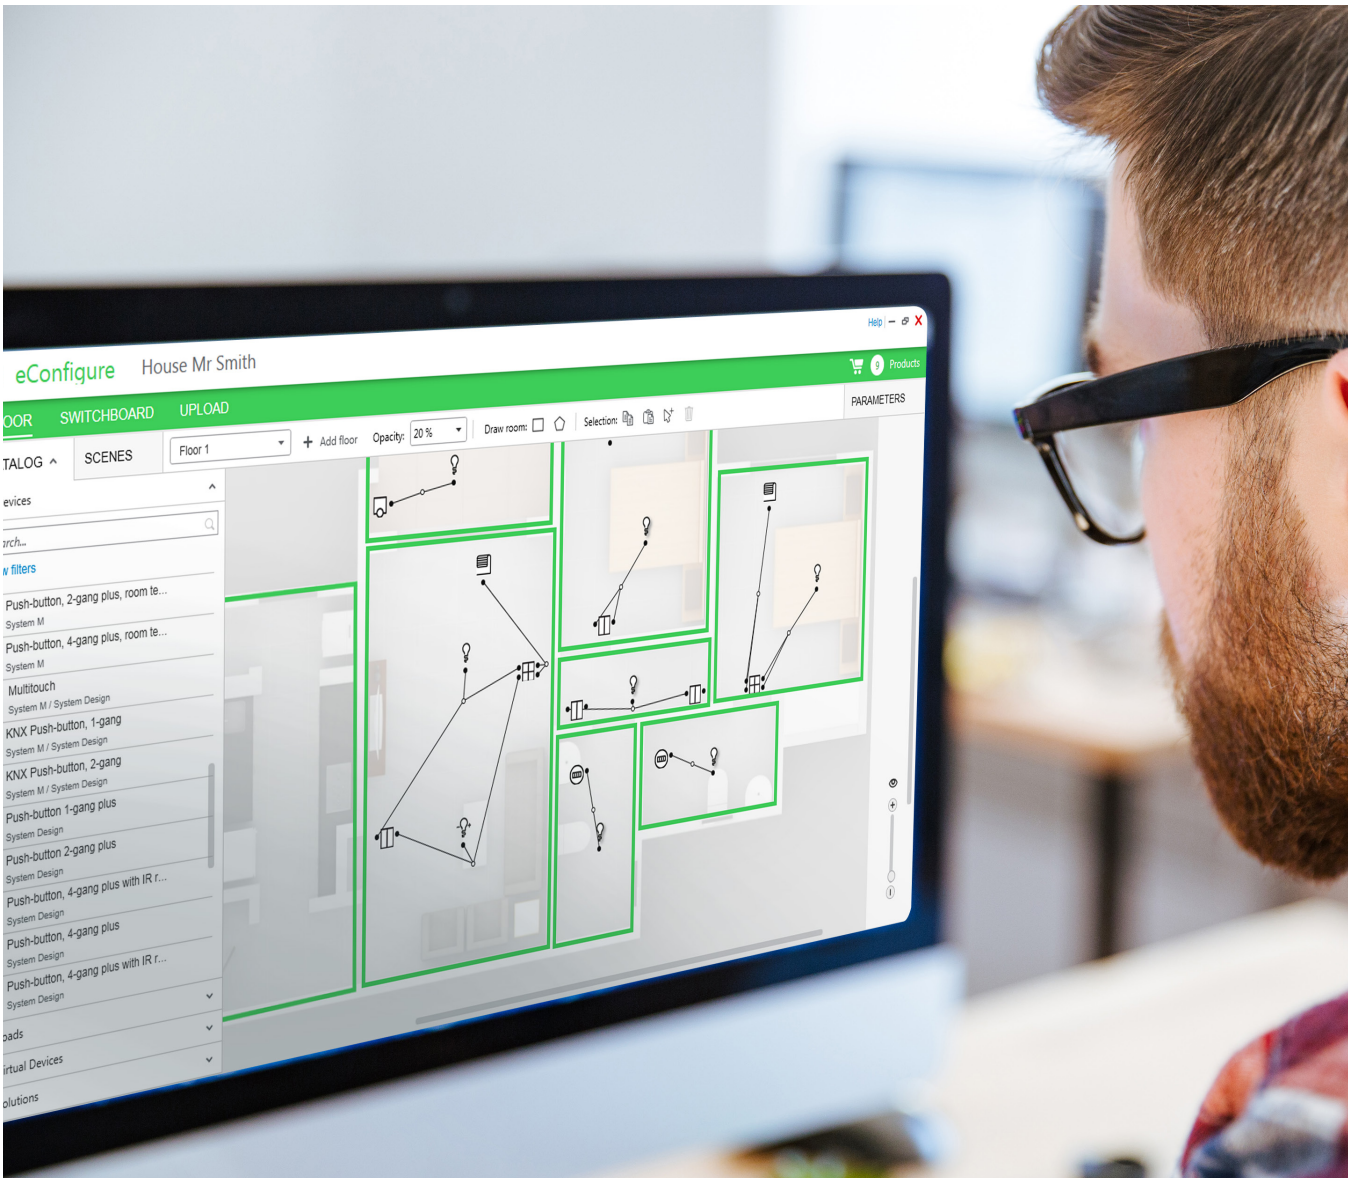 Help
eConfigure House Mr Smith
9 Products
OOR SWITCHBOARD UPLOAD
PARAMETERS
TALOG SCENES
Floor 1
Add floor
Opacity: 20 %
Draw room:
Selection:
evices
arch...
w filters
Push-button, 2-gang plus, room te...
System M
Push-button, 4-gang plus, room te...
System M
Multitouch
System M / System Design
KNX Push-button, 1-gang
System M / System Design
KNX Push-button, 2-gang
System M / System Design
Push-button 1-gang plus
System Design
Push-button 2-gang plus
System Design
Push-button, 4-gang plus with IR r...
System Design
Push-button, 4-gang plus
System Design
Push-button, 4-gang plus with IR r...
System Design
oads
irtual Devices
olutions